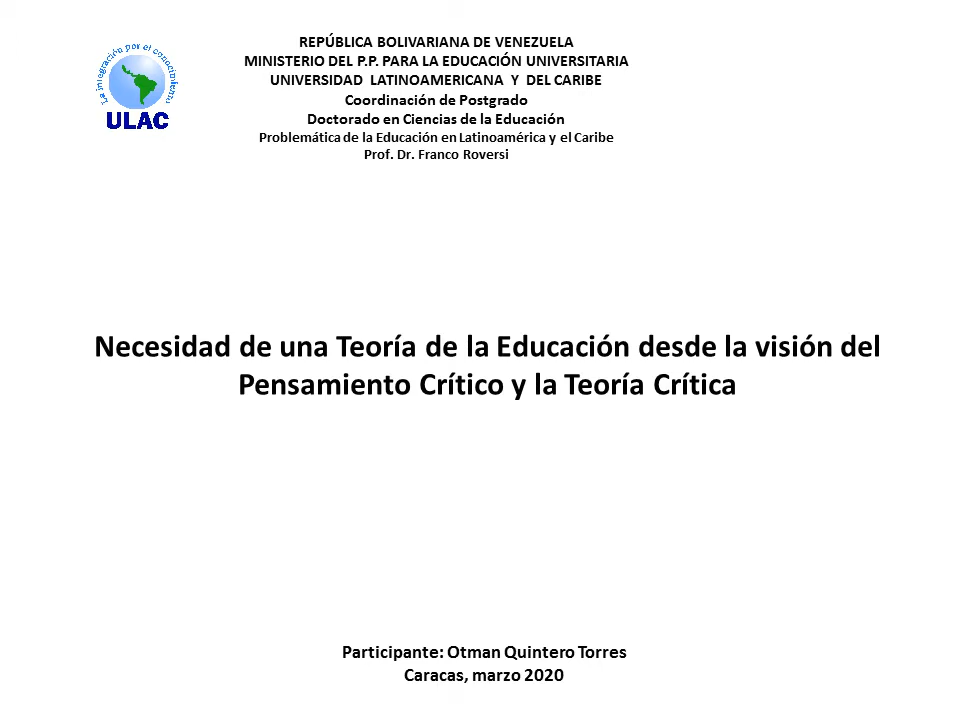 La integración por el conocimiento
ULAC
REPÚBLICA BOLIVARIANA DE VENEZUELA
MINISTERIO DEL P.P. PARA LA EDUCACIÓN UNIVERSITARIA
UNIVERSIDAD LATINOAMERICANA Y DEL CARIBE
Coordinación de Postgrado
Doctorado en Ciencias de la Educación
Problemática de la Educación en Latinoamérica y el Caribe
Prof. Dr. Franco Roversi
Necesidad de una Teoría de la Educación desde la visión del
Pensamiento Crítico y la Teoría Crítica
Participante: Otman Quintero Torres
Caracas, marzo 2020